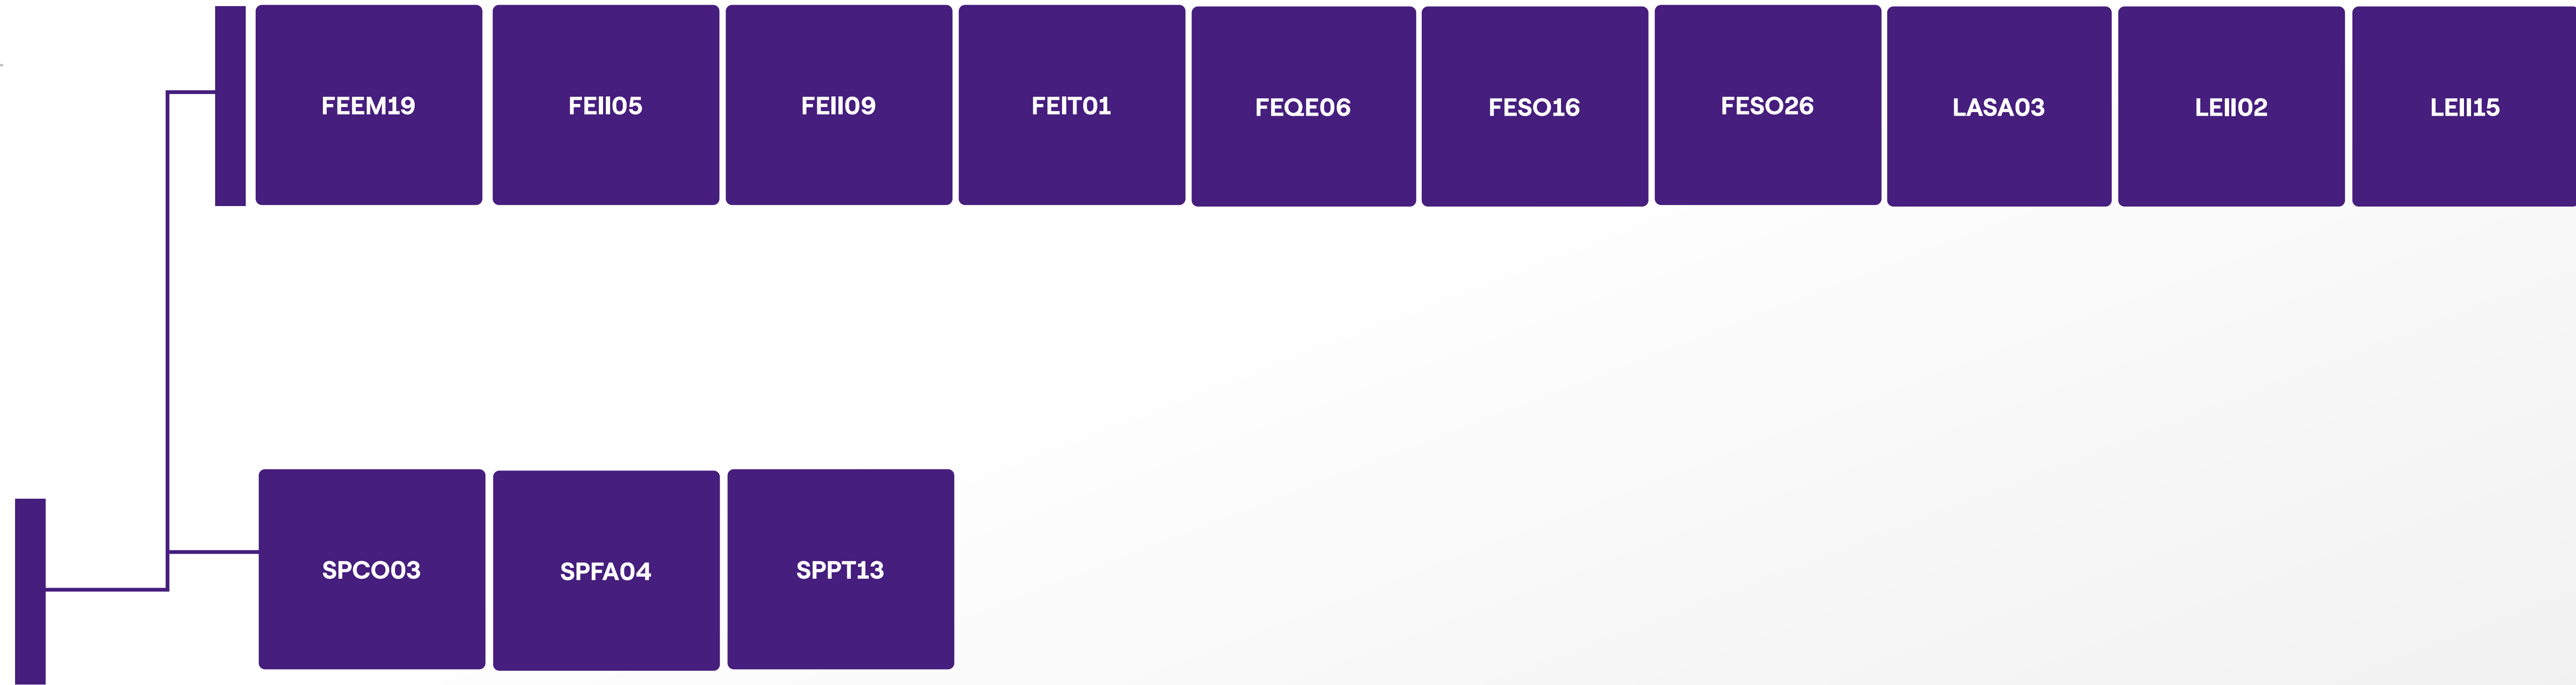 FEEM19
FEII05
FEII09
FEIT01
FEQE06
FESO16
FESO26
LASA03
LEII02
LEII15
SPCO03
SPFA04
SPPT13